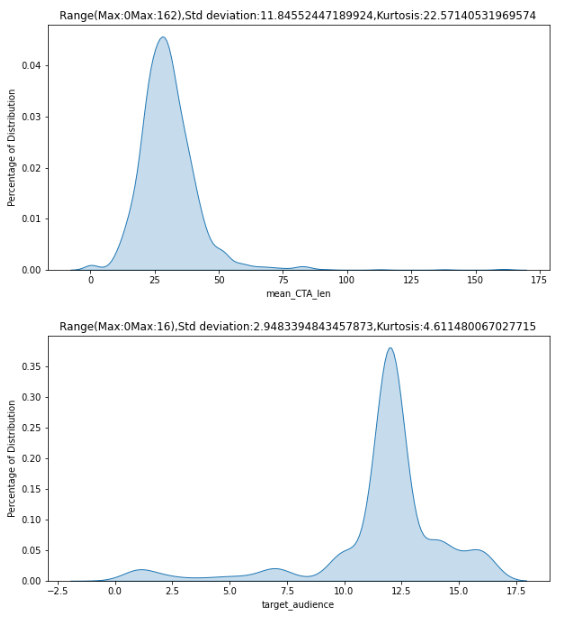 Range(Max:0Max:162),Std deviation:11.84552447189924,Kurtosis:22.57140531969574
Percentage of Distribution
0.04
0.03
0.02
0.01
0.00
0 25 50 75 100 125 150 175
mean_CTA_len
Range(Max:0Max:16),Std deviation:2.9483394843457873,Kurtosis:4.611480067027715
Percentage of Distribution
0.35
0.30
0.25
0.20
0.15
0.10
0.05
0.00
−2.5 0.0 2.5 5.0 7.5 10.0 12.5 15.0 17.5
target_audience